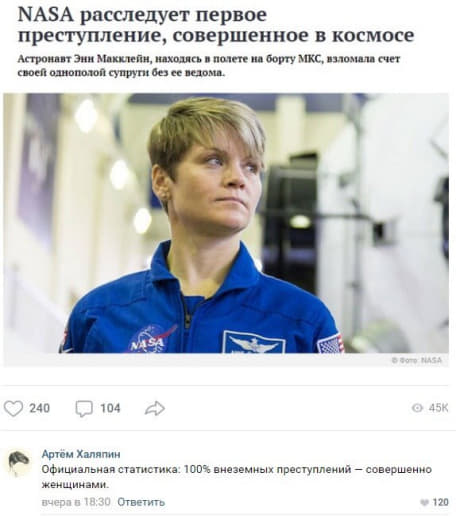 NASA расследует первое
преступление, совершенное в космосе
Астронавт Энн Макклейн, находясь в полете на борту МКС, взломала счет
своей однополой супруги без ее ведома.
NASA
© Фото: NASA
240
104
45K
Артём Халяпин
Официальная статистика: 100% внеземных преступлений — совершенно
женщинами.
вчера в 18:30 Ответить
120